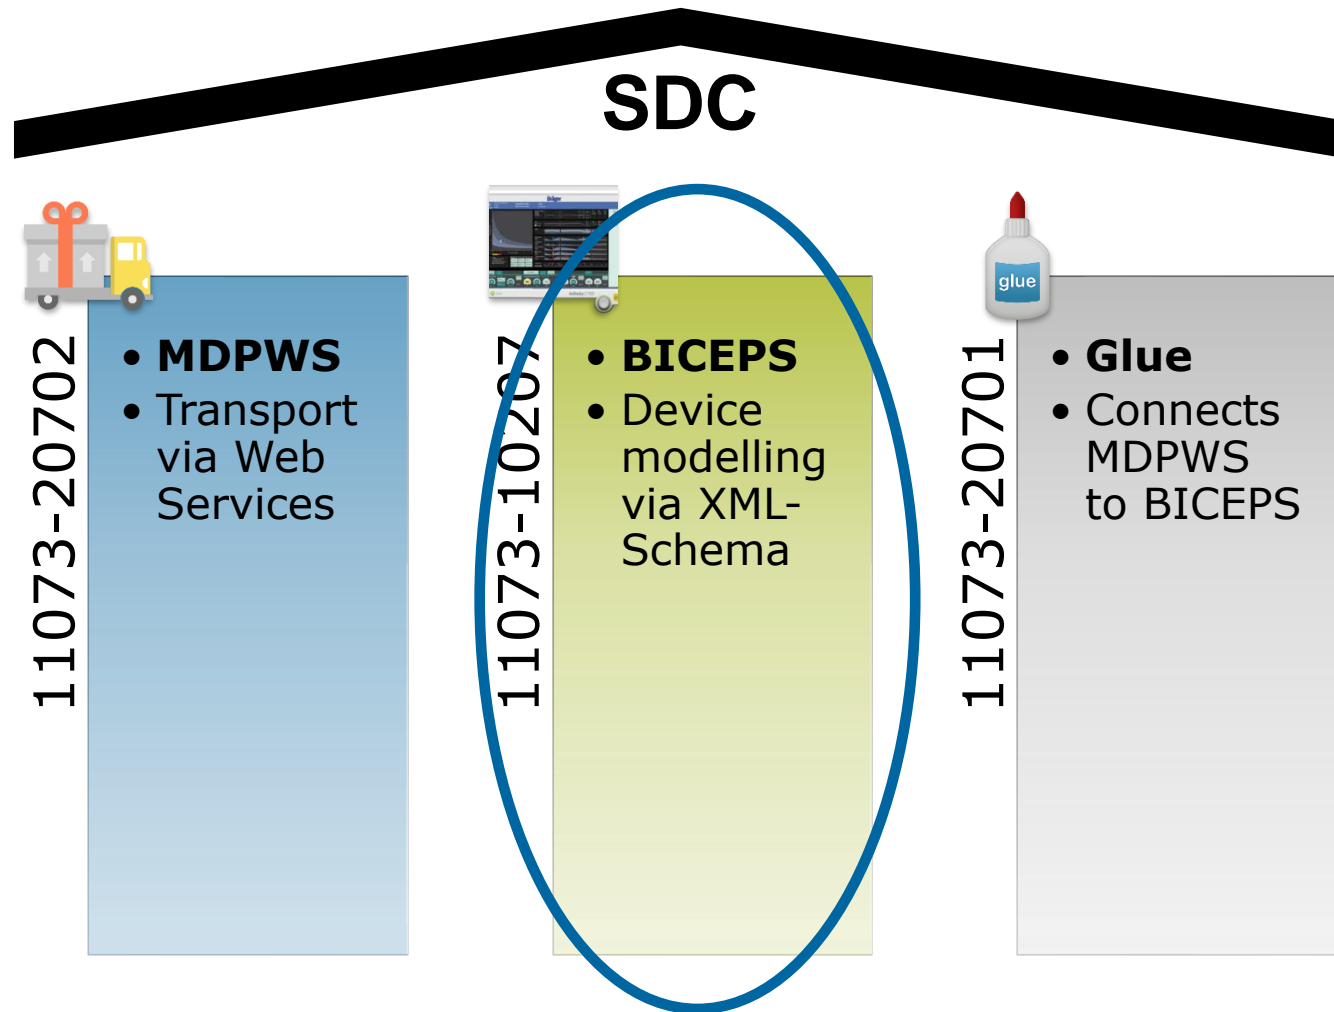 SDC
Dräger
11073-20702
• MDPWS
• Transport
via Web
Services
11073-10207
• BICEPS
• Device
modelling
via XML-
Schema
glue
11073-20701
• Glue
• Connects
MDPWS
to BICEPS